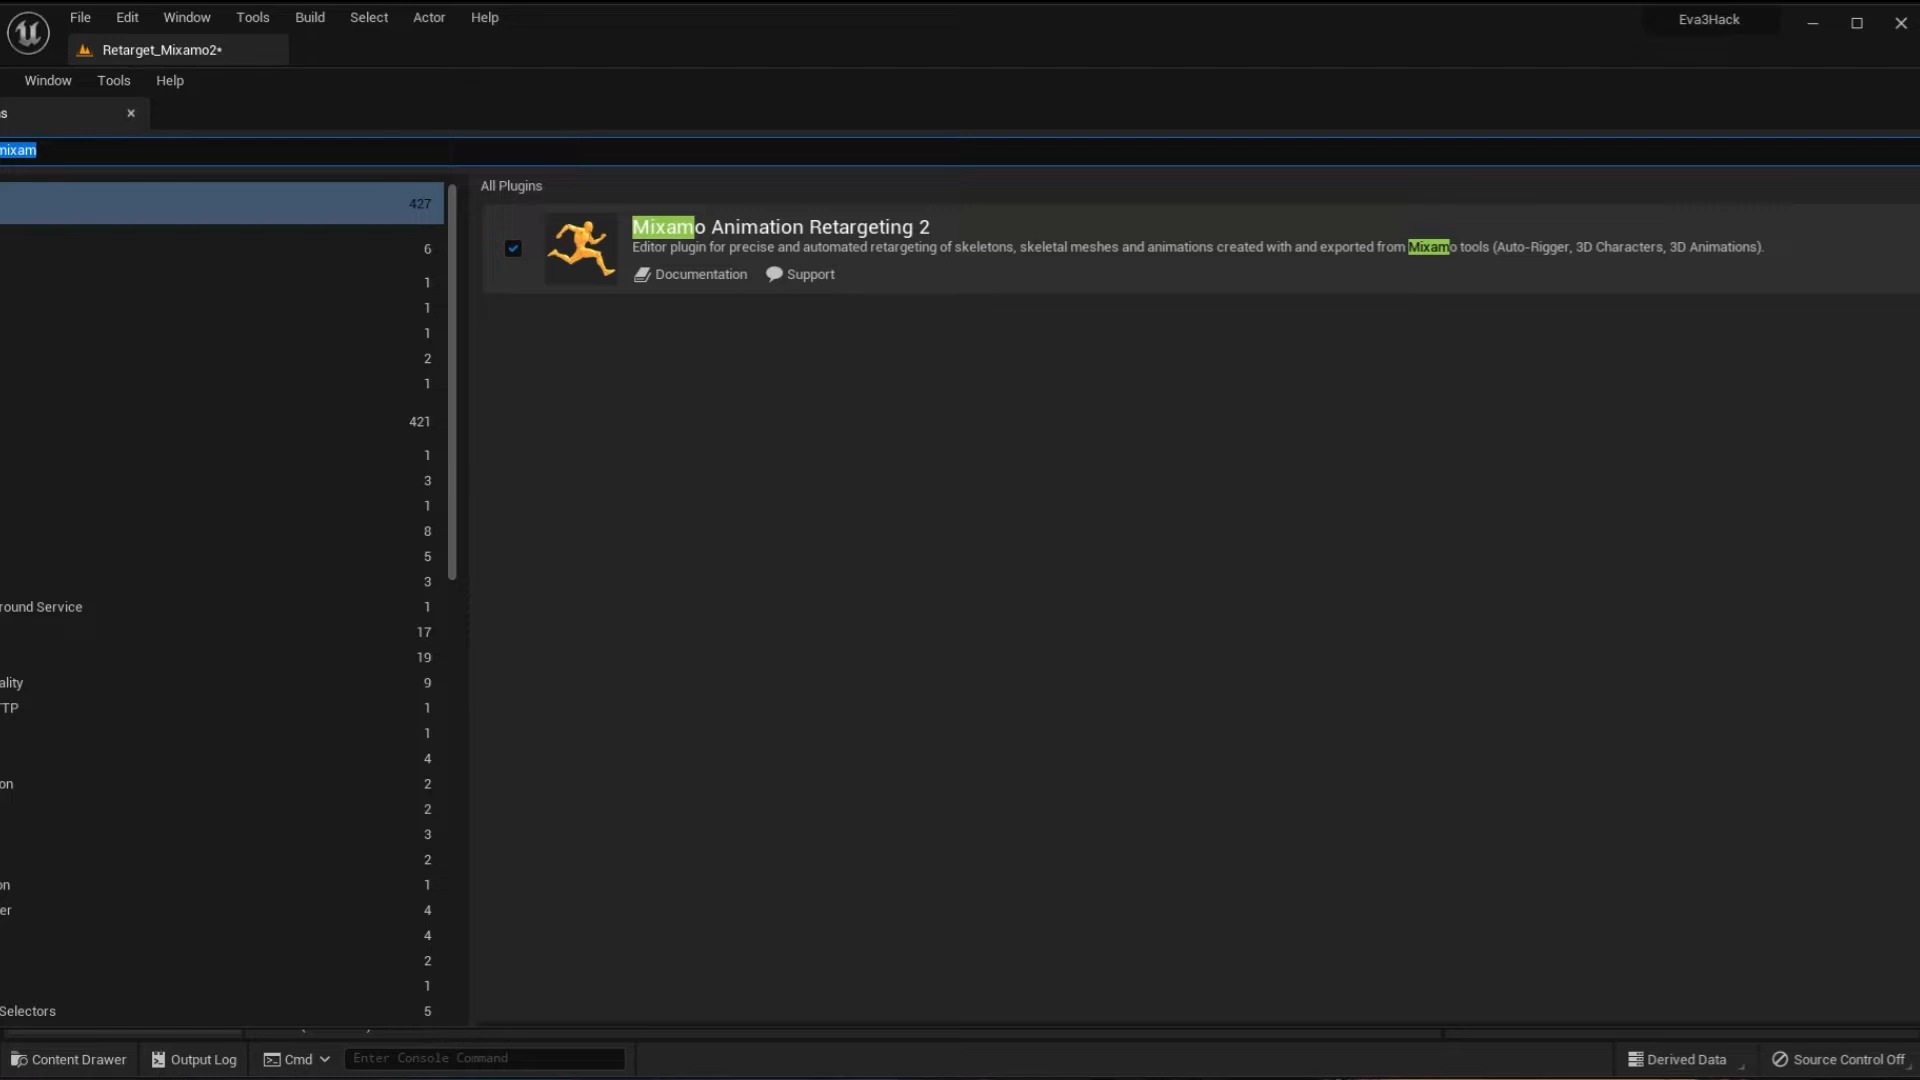 File Edit Window Tools Build Select Actor Help
Eva3Hack
Retarget_Mixamo2•
Window Tools Help
s
mixam
All Plugins
427
Mixamo Animation Retargeting 2
Editor plugin for precise and automated retargeting of skeletons, skeletal meshes and animations created with and exported from Mixamo tools (Auto-Rigger, 3D Characters, 3D Animations).
6
Documentation Support
1
1
1
2
1
421
1
3
1
8
5
3
round Service 1
17
19
ality 9
TP 1
1
4
on 2
2
3
2
on 1
er 4
4
2
1
Selectors 5
Content Drawer Output Log Cmd Enter Console Command Derived Data Source Control Off